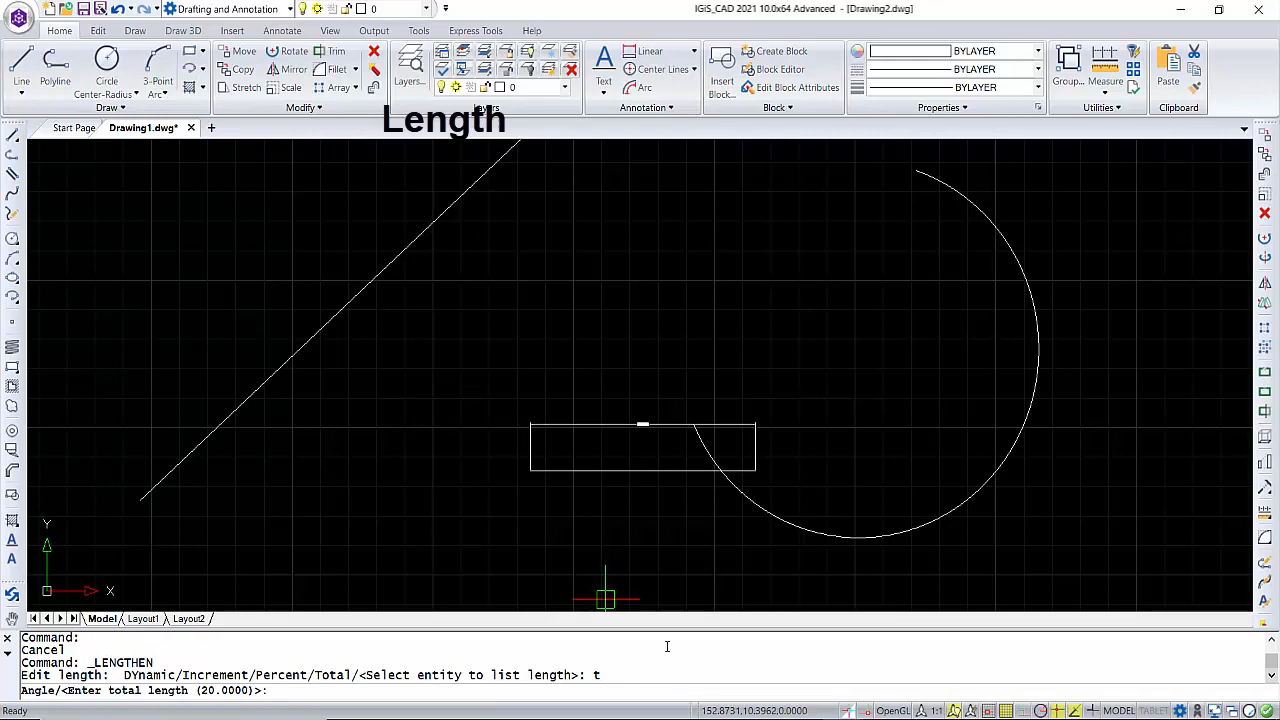 Drafting and Annotation
0
IGIS_CAD 2021 10.0x64 Advanced - [Drawing2.dwg]
Home Edit Draw Draw 3D Insert Annotate View Output Tools Express Tools Help
Line
Polyline
Circle
Center-Radius
3-Point
Arc
Draw
Move Rotate Trim
Copy Mirror Fillet
Stretch Scale Array
Modify
Layers...
0
Layers
Text
Linear
Center Lines
Arc
Annotation
Insert
Block...
Create Block
Block Editor
Edit Block Attributes
Block
BYLAYER
BYLAYER
BYLAYER
Properties
Group...
Measure
Utilities
Paste
Clipboard
Length
Start Page Drawing1.dwg*
Y
X
Model Layout1 Layout2
Command:
Cancel
Command: _LENGTHEN
Edit length: DYnamic/Increment/Percent/Total/<Select entity to list length>: t
Angle/<Enter total length (20.0000)>:
Ready
152.8731,10.3962,0.0000
OpenGL
1:1
MODEL
TABLET